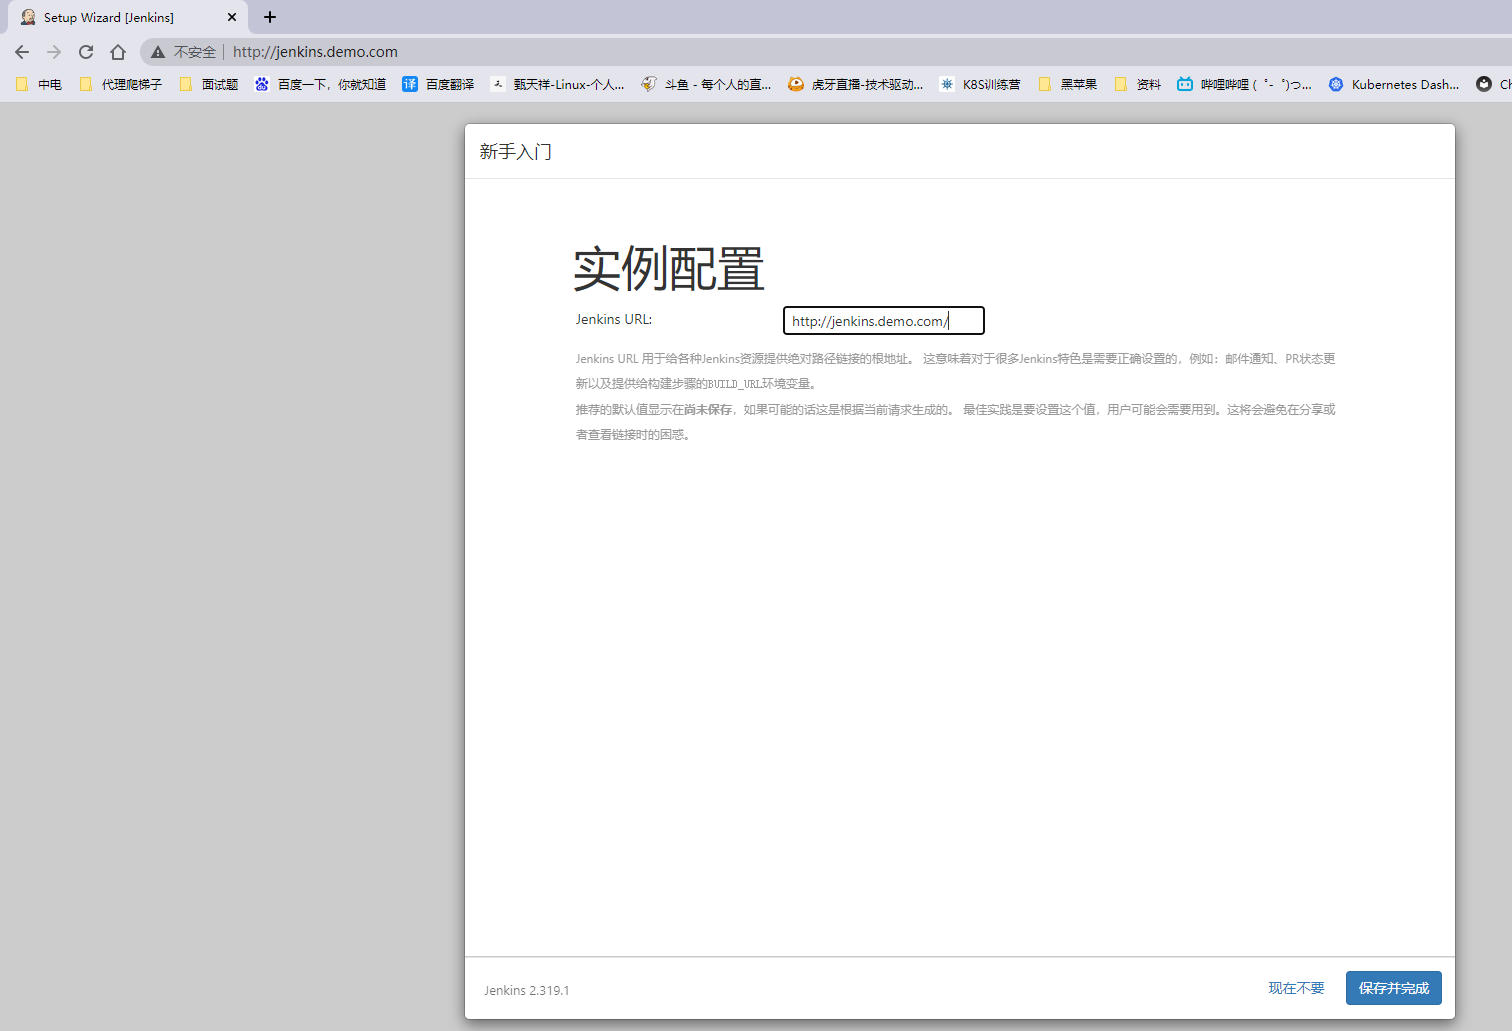 Setup Wizard [Jenkins]
不安全 | http://jenkins.demo.com
中电 代理爬梯子 面试题 百度一下，你就知道 译 百度翻译 甄天祥-Linux-个人... 斗鱼 - 每个人的直... 虎牙直播-技术驱动... K8S训练营 黑苹果 资料 哔哩哔哩 ( ゜- ゜)つ... Kubernetes Dash... Ch
新手入门
实例配置
Jenkins URL: http://jenkins.demo.com/
Jenkins URL 用于给各种Jenkins资源提供绝对路径链接的根地址。 这意味着对于很多Jenkins特色是需要正确设置的，例如：邮件通知、PR状态更
新以及提供给构建步骤的BUILD_URL环境变量。
推荐的默认值显示在尚未保存，如果可能的话这是根据当前请求生成的。 最佳实践是要设置这个值，用户可能会需要用到。这将会避免在分享或
者查看链接时的困惑。
Jenkins 2.319.1 现在不要 保存并完成